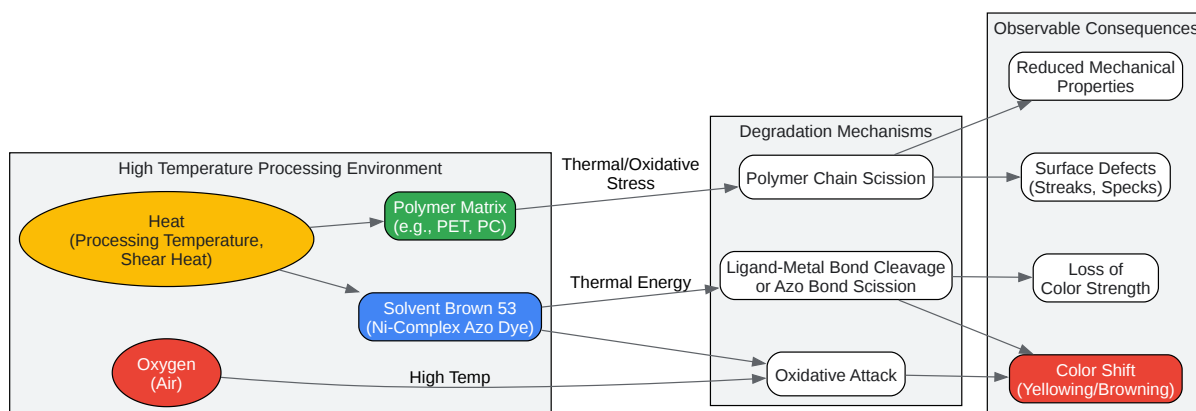 High Temperature Processing Environment
Heat
(Processing Temperature,
Shear Heat)
Oxygen
(Air)
Polymer Matrix
(e.g., PET, PC)
Solvent Brown 53
(Ni-Complex Azo Dye)
Thermal/Oxidative
Stress
Thermal Energy
High Temp
Degradation Mechanisms
Polymer Chain Scission
Ligand-Metal Bond Cleavage
or Azo Bond Scission
Oxidative Attack
Observable Consequences
Reduced Mechanical
Properties
Surface Defects
(Streaks, Specks)
Loss of
Color Strength
Color Shift
(Yellowing/Browning)